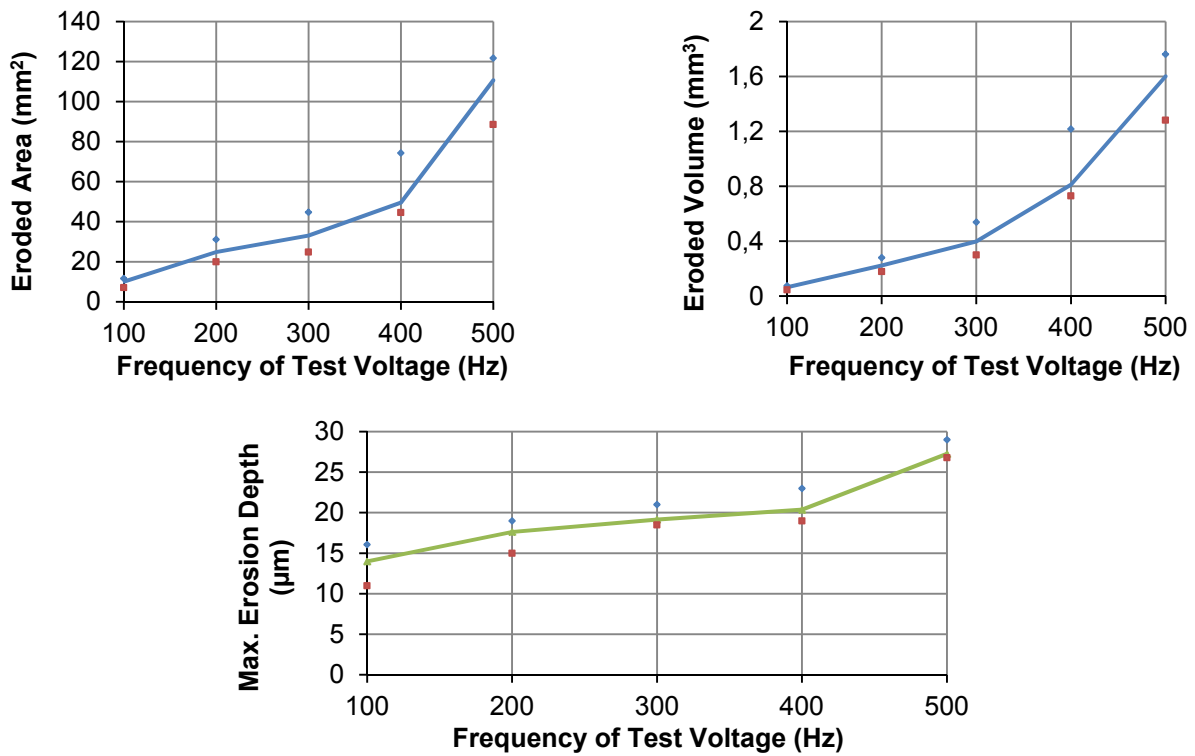 Eroded Area (mm²)
140
120
100
80
60
40
20
0
100 200 300 400 500
Frequency of Test Voltage (Hz)
Eroded Volume (mm³)
2
1,6
1,2
0,8
0,4
0
100 200 300 400 500
Frequency of Test Voltage (Hz)
Max. Erosion Depth
(µm)
30
25
20
15
10
5
0
100 200 300 400 500
Frequency of Test Voltage (Hz)